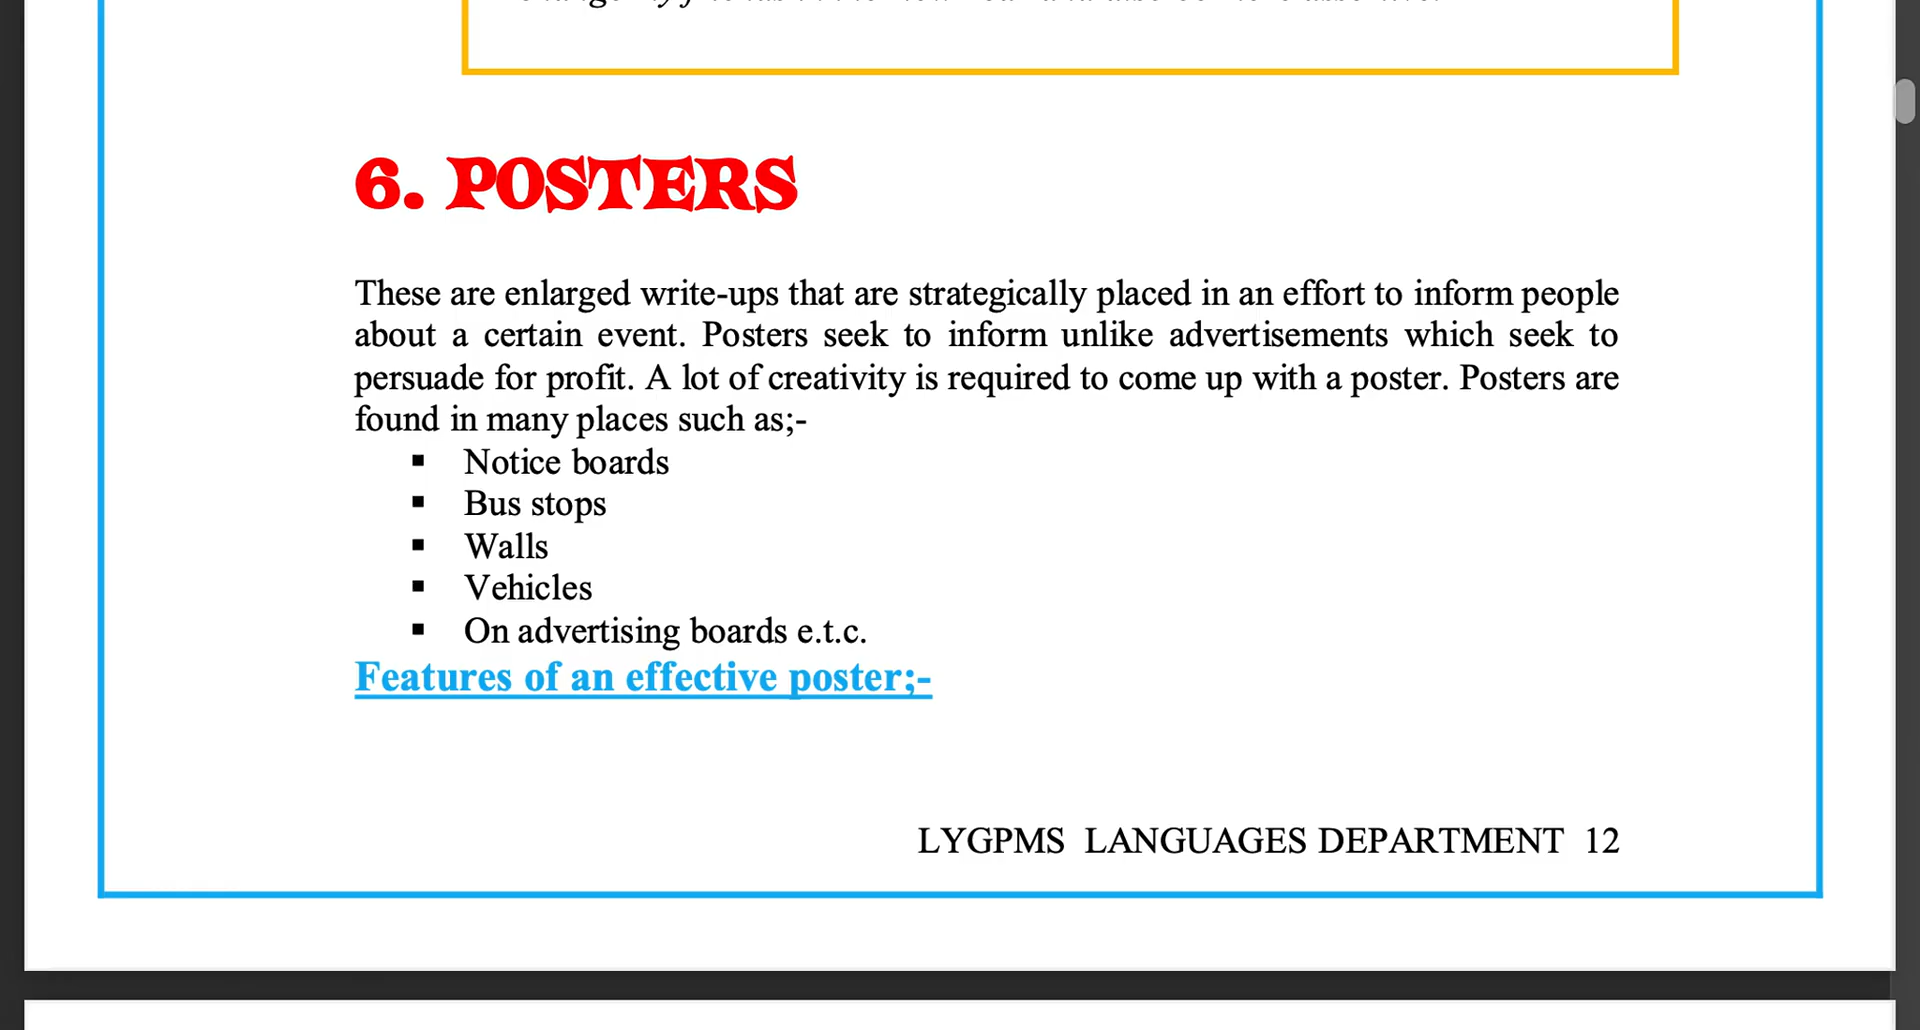 6. POSTERS
These are enlarged write-ups that are strategically placed in an effort to inform people
about a certain event. Posters seek to inform unlike advertisements which seek to
persuade for profit. A lot of creativity is required to come up with a poster. Posters are
found in many places such as;-
▪ Notice boards
▪ Bus stops
▪ Walls
▪ Vehicles
▪ On advertising boards e.t.c.
Features of an effective poster;-
LYGPMS LANGUAGES DEPARTMENT 12